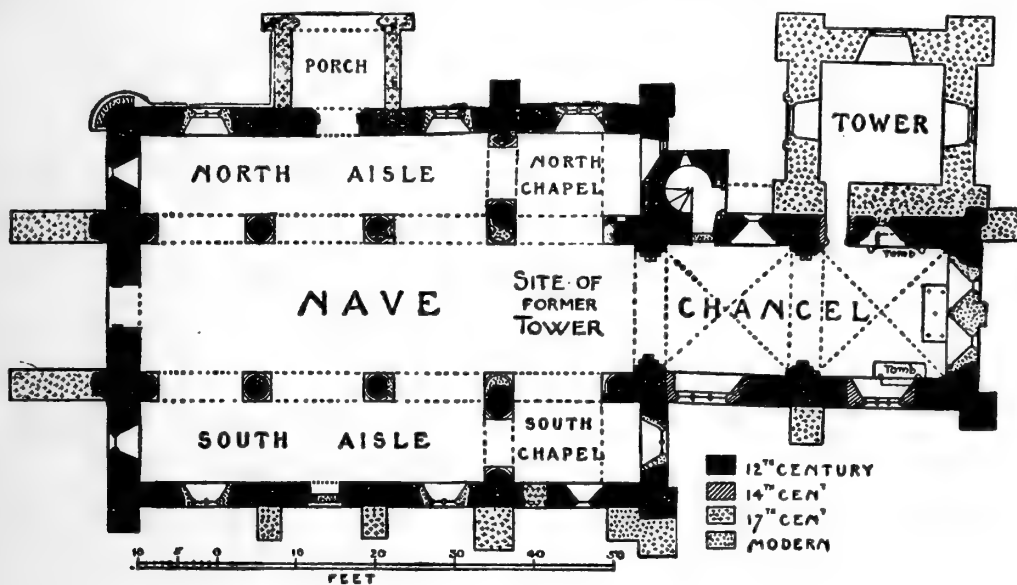 PORCH
TOWER
NORTH AISLE
NORTH
CHAPEL
Tomb
NAVE
SITE OF
FORMER
TOWER
CHANCEL
Tomb
SOUTH AISLE
SOUTH
CHAPEL
12TH CENTURY
14TH CENT
17TH CENT
MODERN
10 5 0 10 20 30 40 50
FEET